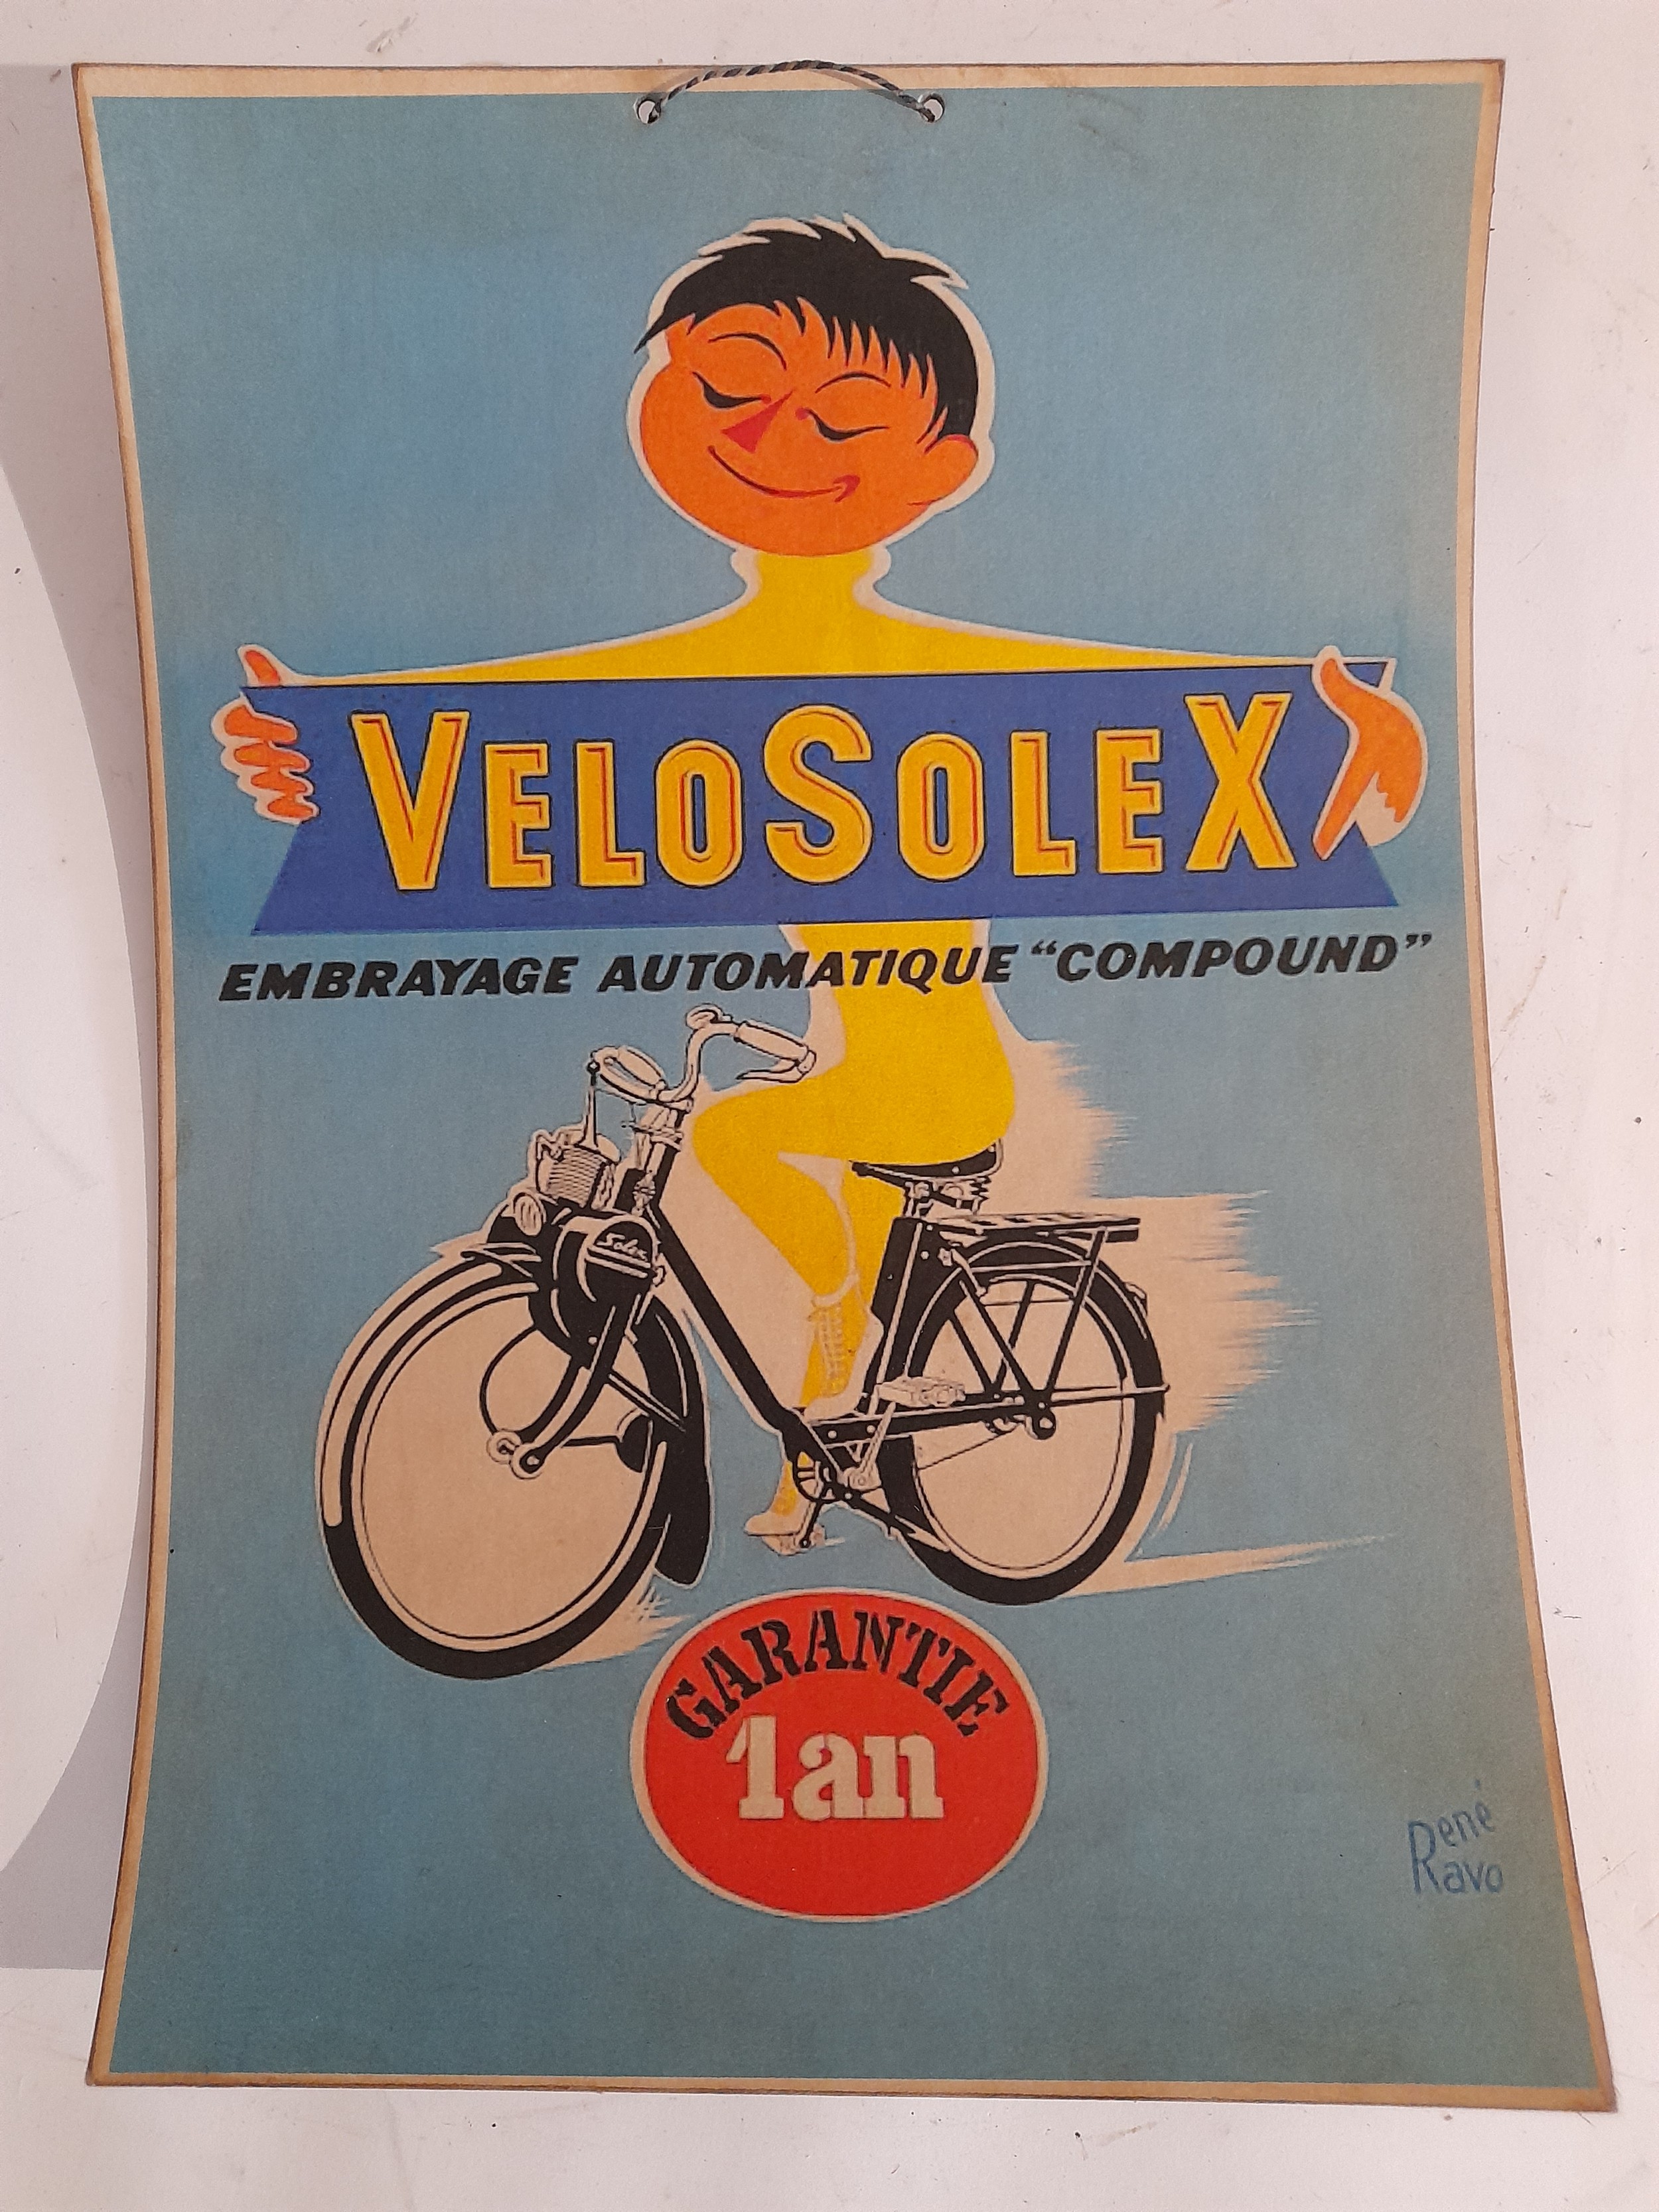 VELOSOLEX
EMBRAYAGE AUTOMATIQUE “COMPOUND”
Solex
GARANTIE
1an
René
Ravo